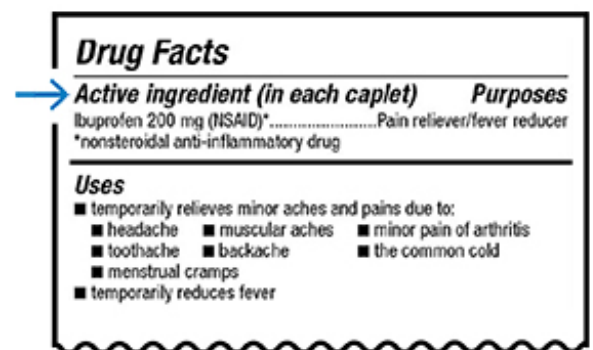 Drug Facts
Active ingredient (in each caplet) Purposes
Ibuprofen 200 mg (NSAID)*........................Pain reliever/fever reducer
*nonsteroidal anti-inflammatory drug
Uses
■ temporarily relieves minor aches and pains due to:
■ headache ■ muscular aches ■ minor pain of arthritis
■ toothache ■ backache ■ the common cold
■ menstrual cramps
■ temporarily reduces fever